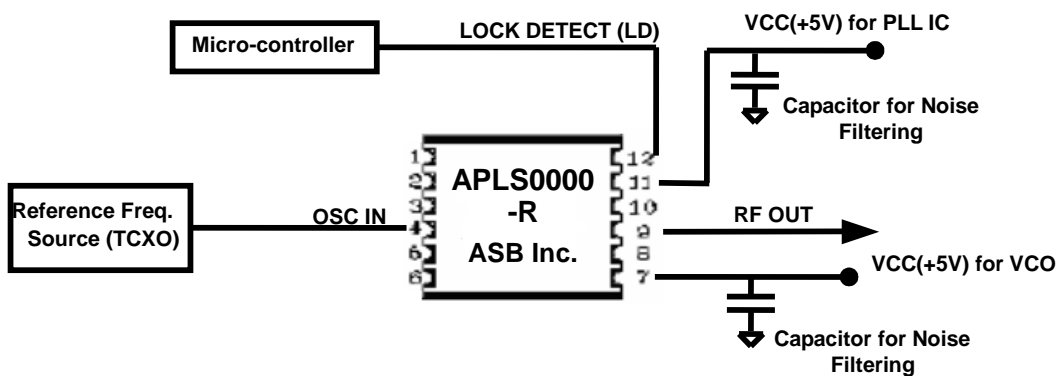 Micro-controller
LOCK DETECT (LD)
VCC(+5V) for PLL IC
Capacitor for Noise
Filtering
Reference Freq.
Source (TCXO)
OSC IN
1
2
3
4
5
6
APLS0000
-R
ASB Inc.
12
11
10
9
8
7
RF OUT
VCC(+5V) for VCO
Capacitor for Noise
Filtering